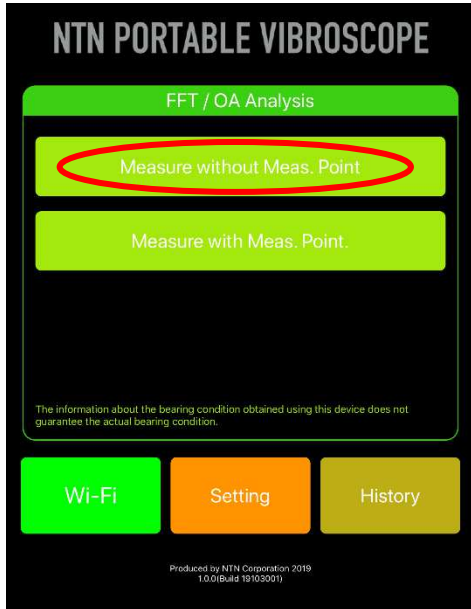 NTN PORTABLE VIBROSCOPE
FFT / OA Analysis
Measure without Meas. Point
Measure with Meas. Point.
The information about the bearing condition obtained using this device does not
guarantee the actual bearing condition.
Wi-Fi
Setting
History
Produced by NTN Corporation 2019
1.0.0(Build 19103001)